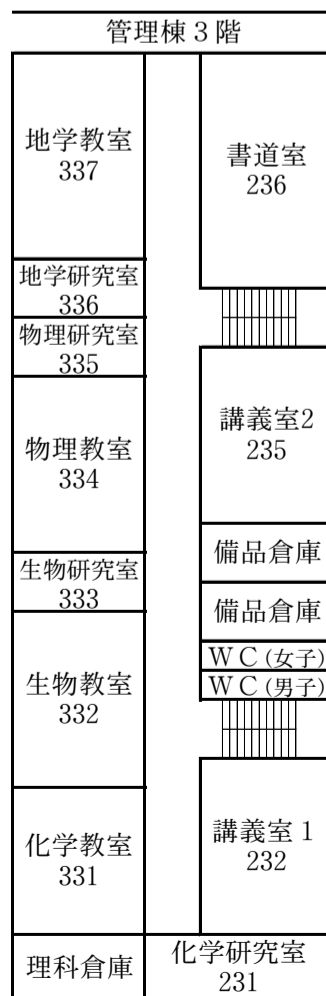 管理棟３階
地学教室
337
地学研究室
336
物理研究室
335
物理教室
334
生物研究室
333
生物教室
332
化学教室
331
理科倉庫
書道室
236
講義室2
235
備品倉庫
備品倉庫
ＷＣ(女子)
ＷＣ(男子)
講義室１
232
化学研究室
231